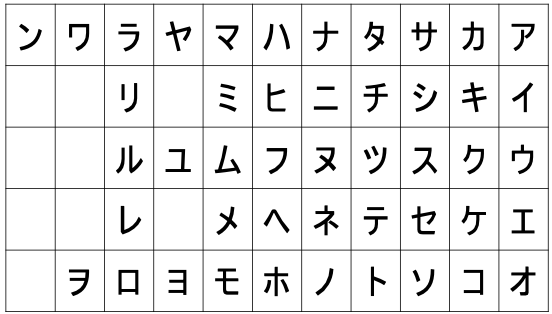 ン ワ ラ ヤ マ ハ ナ タ サ カ ア
リ ミ ヒ ニ チ シ キ イ
ル ユ ム フ ヌ ツ ス ク ウ
レ メ ヘ ネ テ セ ケ エ
ヲ ロ ヨ モ ホ ノ ト ソ コ オ